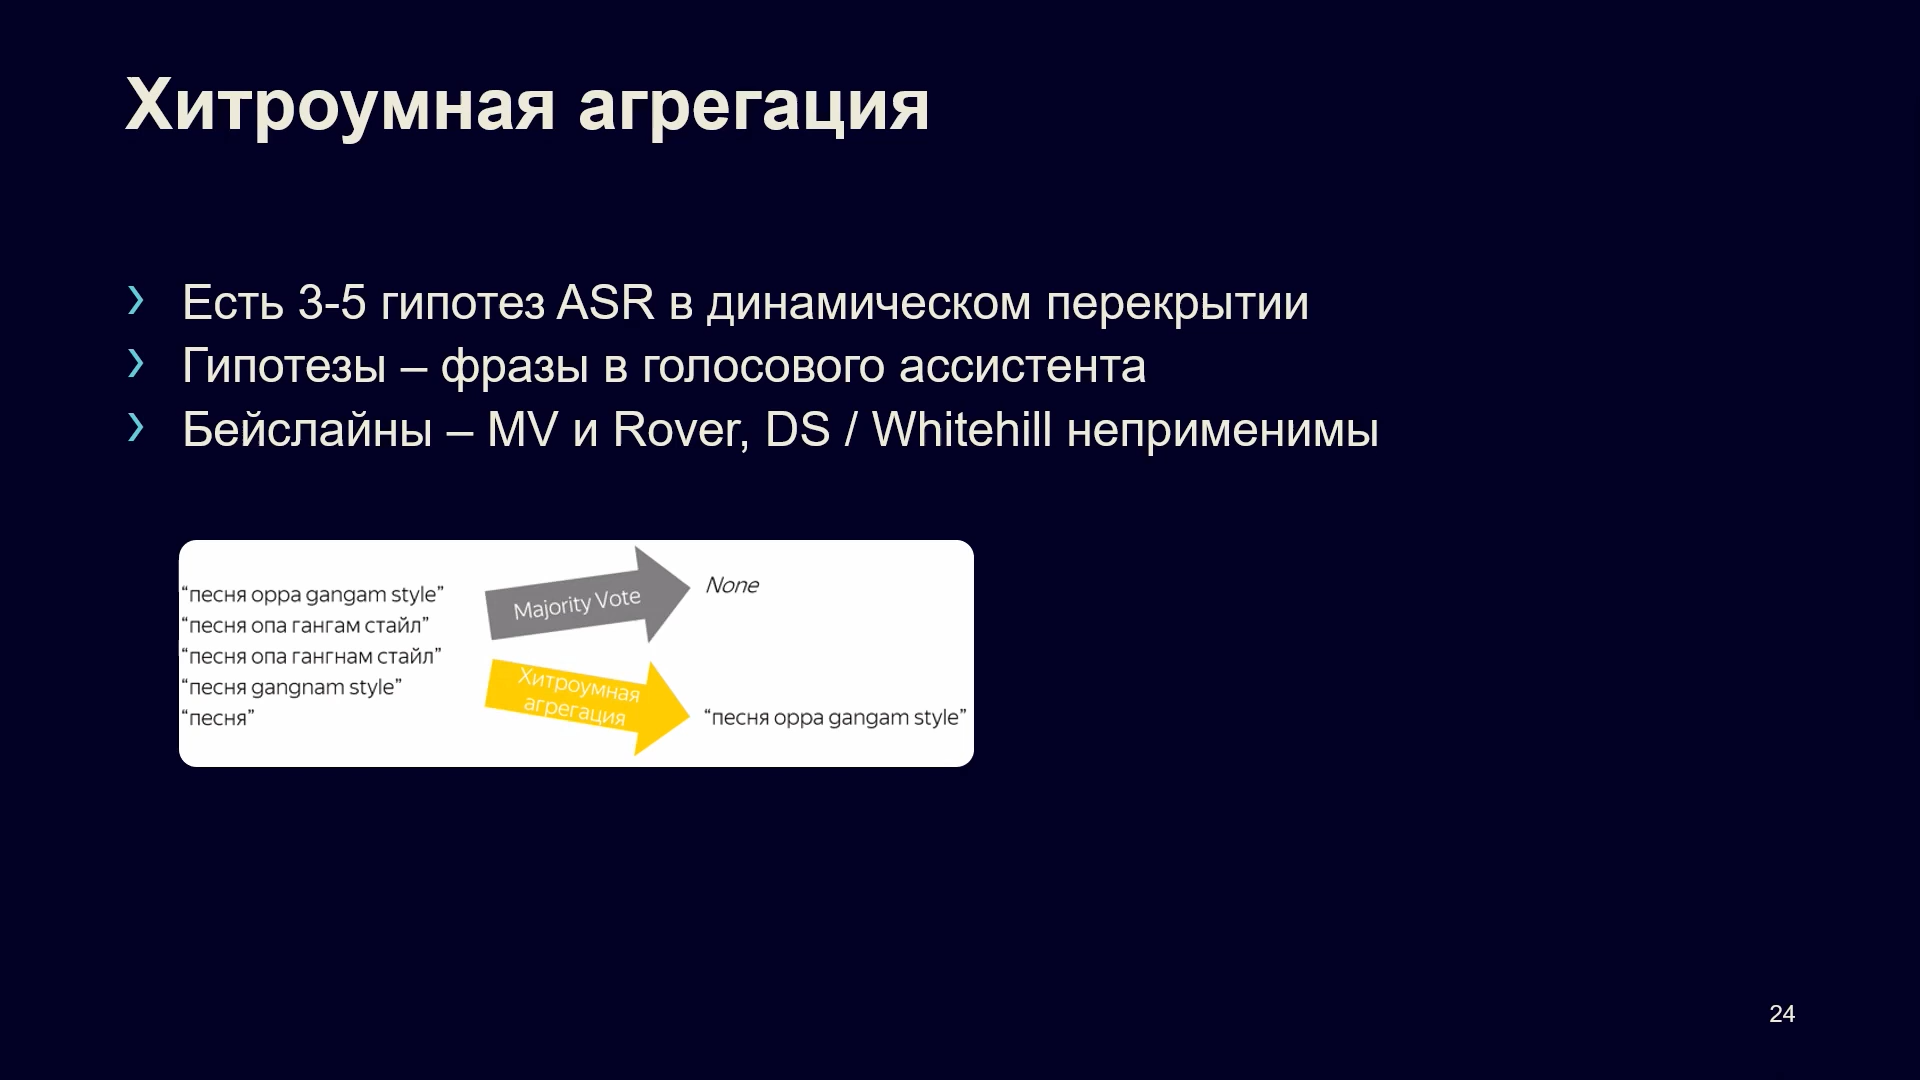 Хитроумная агрегация
› Есть 3-5 гипотез ASR в динамическом перекрытии
› Гипотезы – фразы в голосового ассистента
› Бейслайны – MV и Rover, DS / Whitehill неприменимы
“песня oppa gangam style”
“песня опа гангам стайл”
“песня опа гангнам стайл”
“песня gangnam style”
“песня”
Majority Vote
None
Хитроумная
агрегация
“песня oppa gangam style”
24